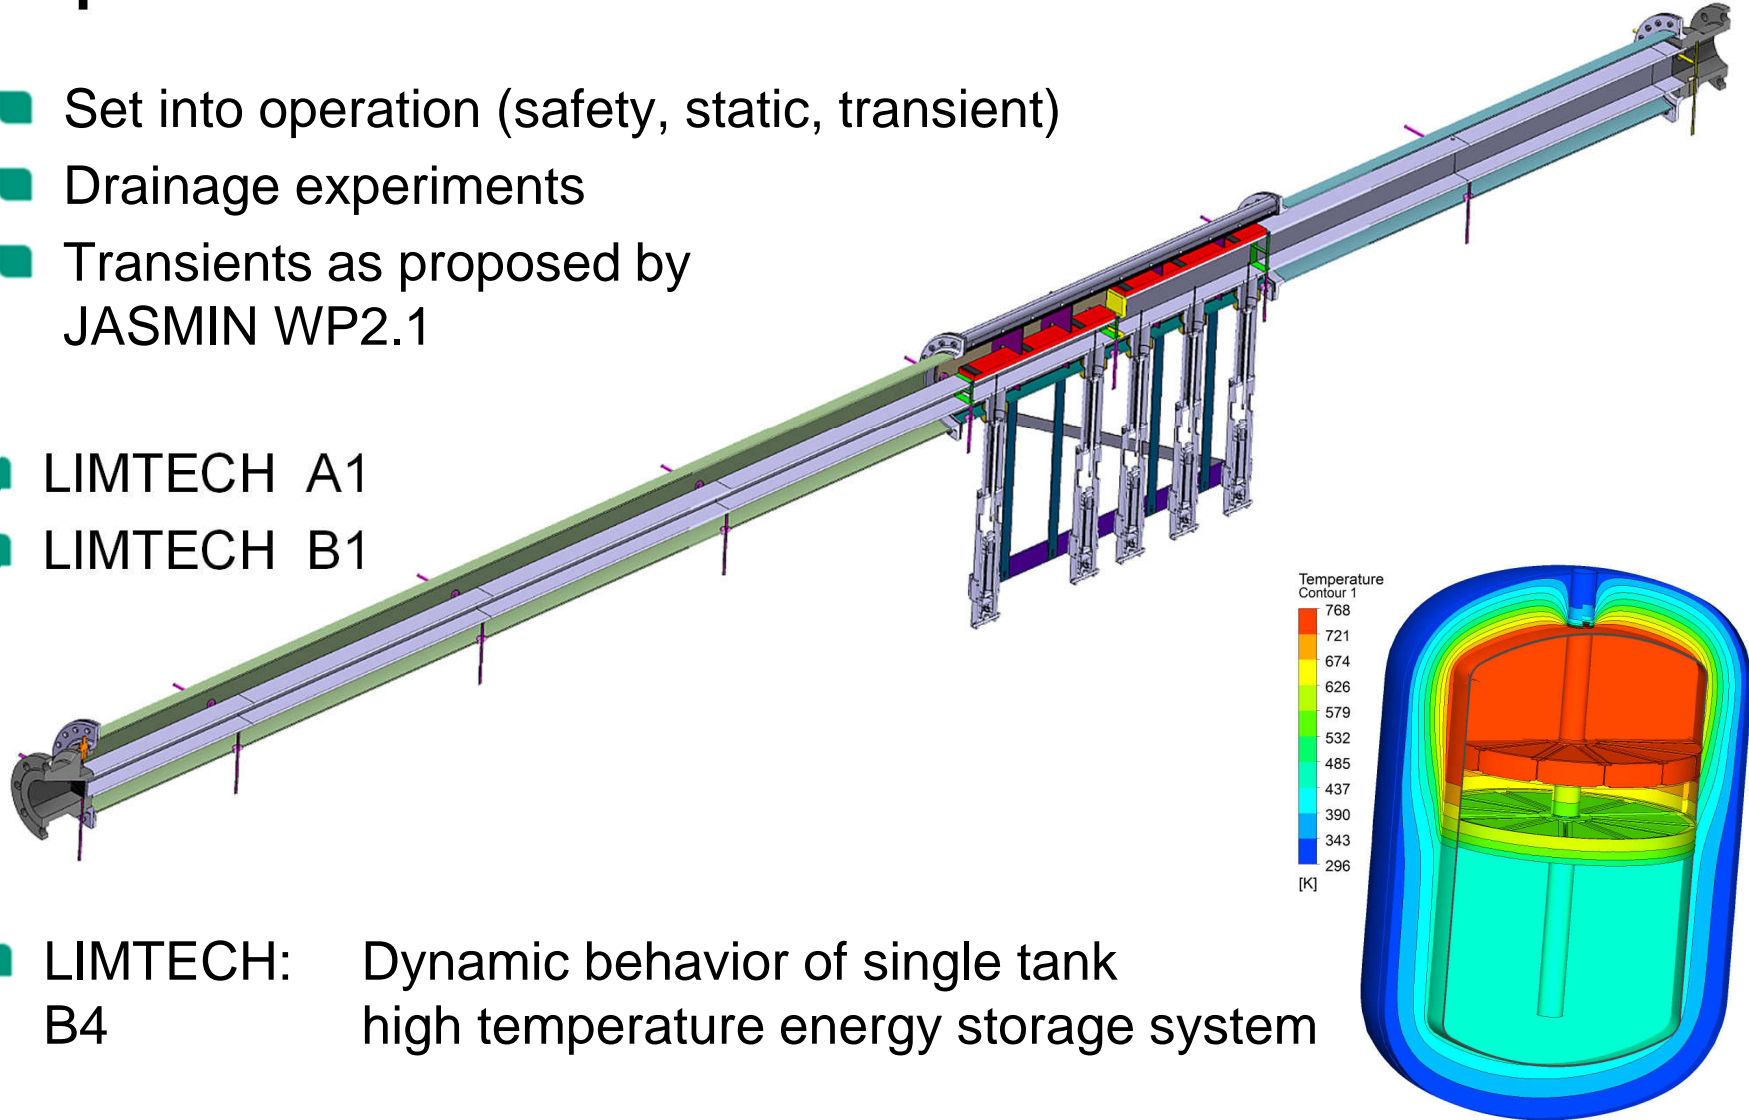 Set into operation (safety, static, transient)
Drainage experiments
Transients as proposed by
JASMIN WP2.1
LIMTECH A1
LIMTECH B1
Temperature
Contour 1
768
721
674
626
579
532
485
437
390
343
296
[K]
LIMTECH: Dynamic behavior of single tank
B4 high temperature energy storage system